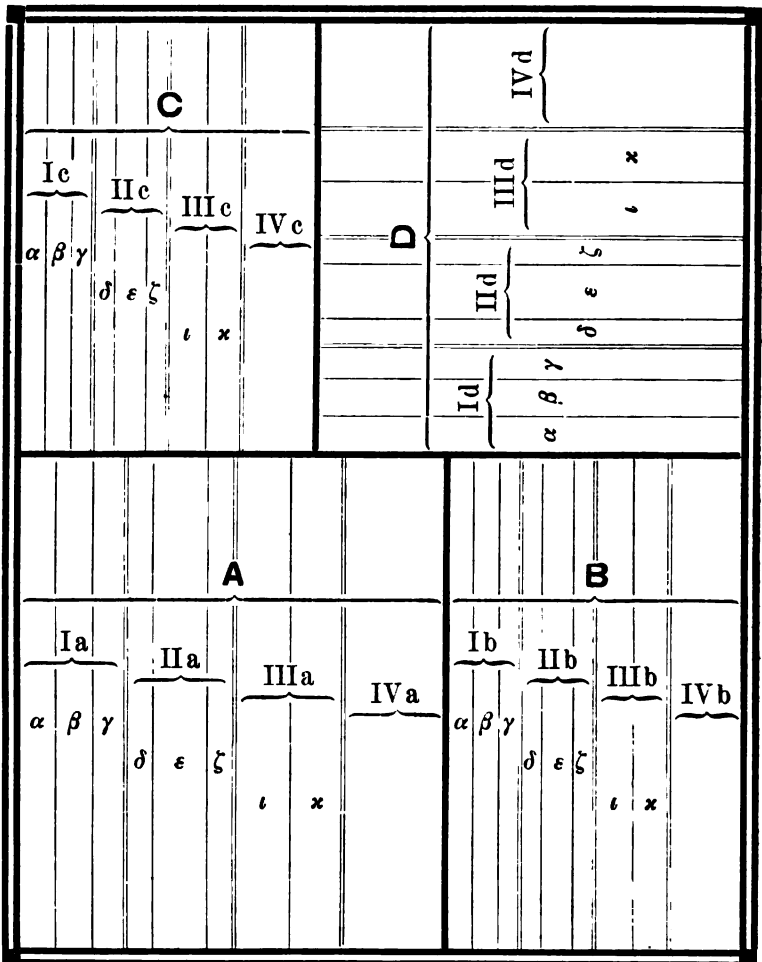 C
Ic
IIc
IIIc
IVc
α β γ
δ ε ζ
ι ϰ
D
IVd
IIId
ϰ
ι
IId
ζ
ε
δ
Id
γ
β
α
A
Ia
IIa
IIIa
IVa
α β γ
δ ε ζ
ι ϰ
B
Ib
IIb
IIIb
IVb
α β γ
δ ε ζ
ι ϰ